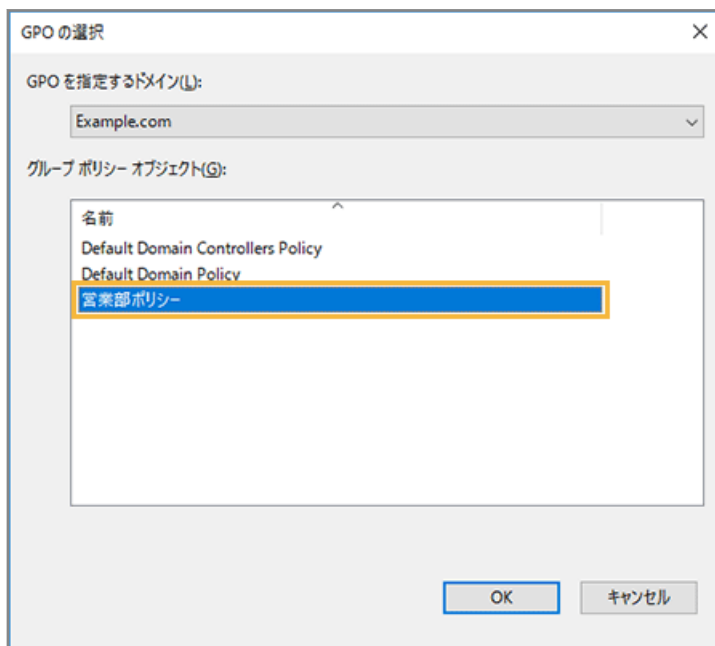 GPO の選択
GPO を指定するドメイン(L):
Example.com
グループ ポリシー オブジェクト(G):
名前
Default Domain Controllers Policy
Default Domain Policy
営業部ポリシー
OK
キャンセル